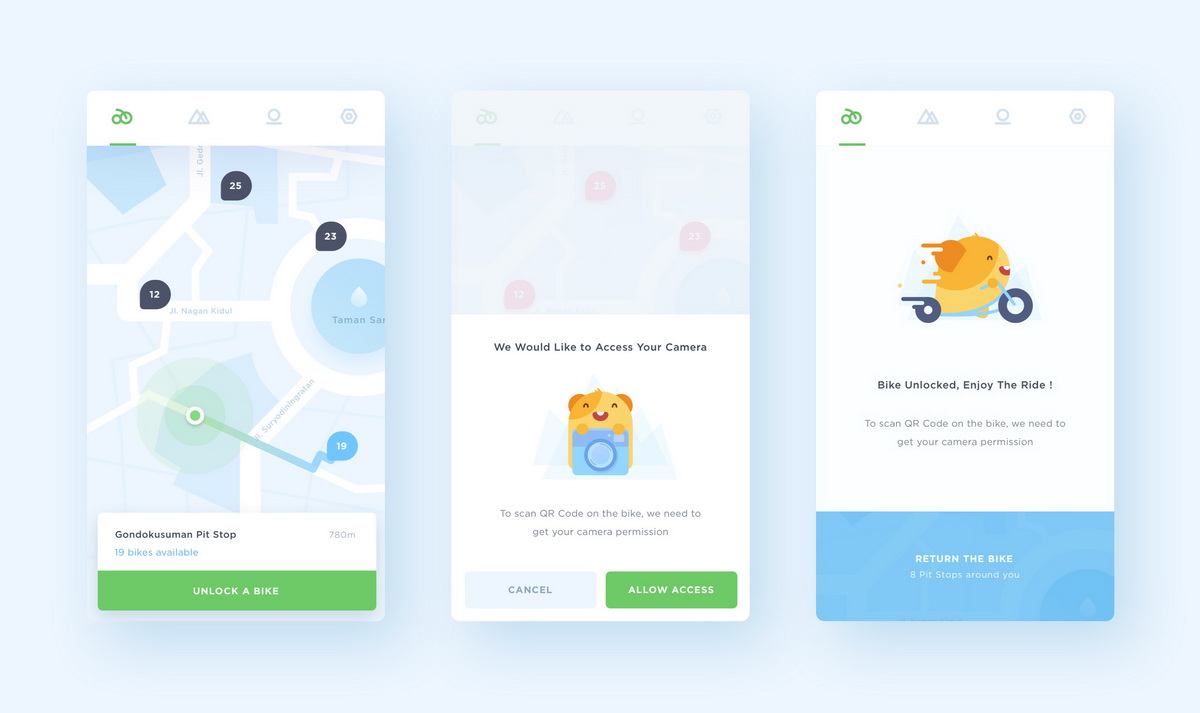 Jl. Gedo
25
23
12
Jl. Nagan Kidul
Taman Sar
Jl. Suryodiningratan
19
Gondokusuman Pit Stop
780m
19 bikes available
UNLOCK A BIKE
25
23
12
We Would Like to Access Your Camera
To scan QR Code on the bike, we need to
get your camera permission
CANCEL
ALLOW ACCESS
Bike Unlocked, Enjoy The Ride !
To scan QR Code on the bike, we need to
get your camera permission
RETURN THE BIKE
8 Pit Stops around you